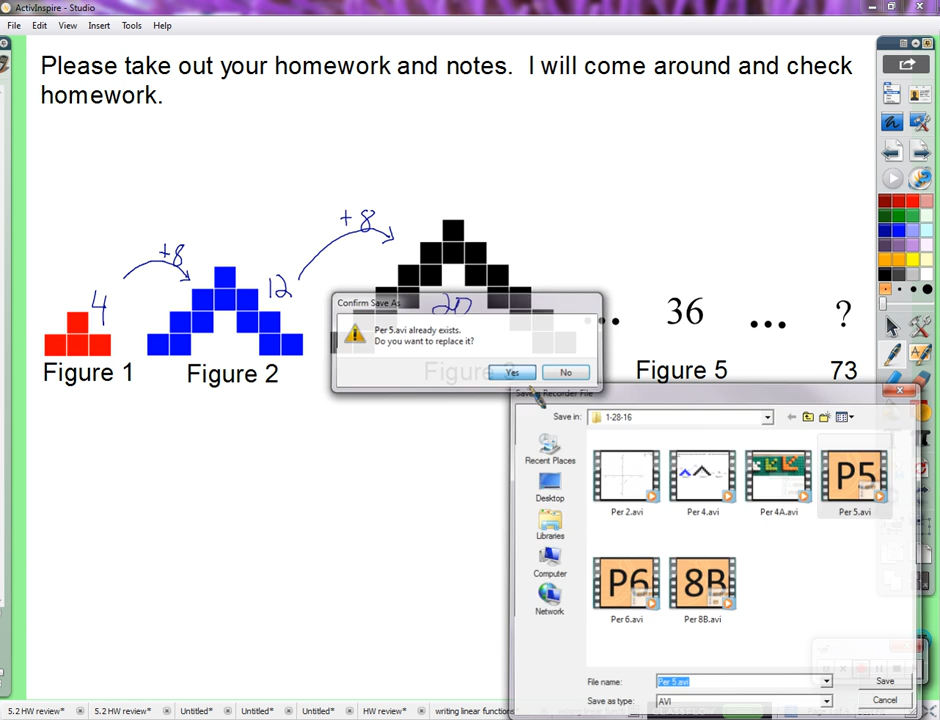 ActivInspire - Studio
File Edit View Insert Tools Help
Please take out your homework and notes. I will come around and check
homework.
+8
+8
4
12
20
... 36 ... ?
Figure 1
Figure 2
Figure 5
73
Confirm Save As
Per 5.avi already exists.
Do you want to replace it?
Yes No
Save in: 1-28-16
Recent Places
Desktop
Libraries
Computer
Network
P5
Per 2.avi Per 4.avi Per 4A.avi Per 5.avi
P6 8B
Per 6.avi Per 8B.avi
File name: Per 5.avi Save
Save as type: AVI Cancel
5.2 HW review* 5.2 HW review* Untitled* Untitled* Untitled* HW review* writing linear functions